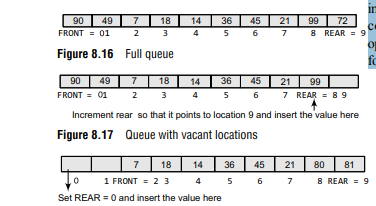 90 49 7 18 14 36 45 21 99 72
FRONT = 01 2 3 4 5 6 7 8 REAR = 9
Figure 8.16 Full queue
90 49 7 18 14 36 45 21 99
FRONT = 01 2 3 4 5 6 7 REAR = 8 9
Increment rear so that it points to location 9 and insert the value here
Figure 8.17 Queue with vacant locations
7 18 14 36 45 21 80 81
0 1 FRONT = 2 3 4 5 6 7 8 REAR = 9
Set REAR = 0 and insert the value here